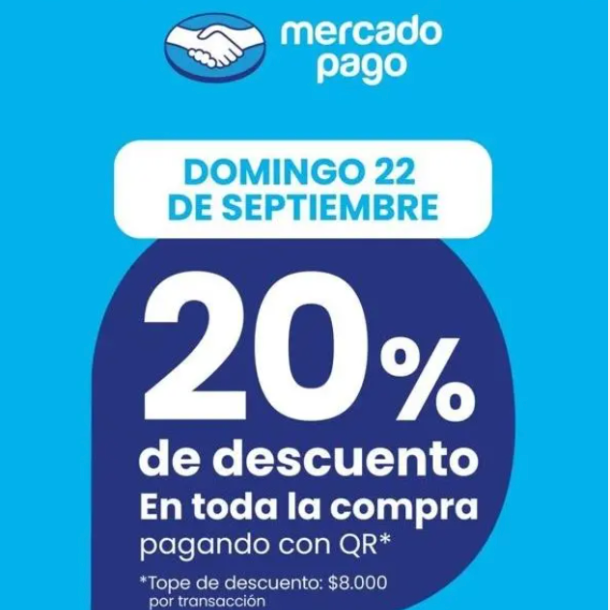 mercado
pago
DOMINGO 22
DE SEPTIEMBRE
20%
de descuento
En toda la compra
pagando con QR*
*Tope de descuento: $8.000
por transacción